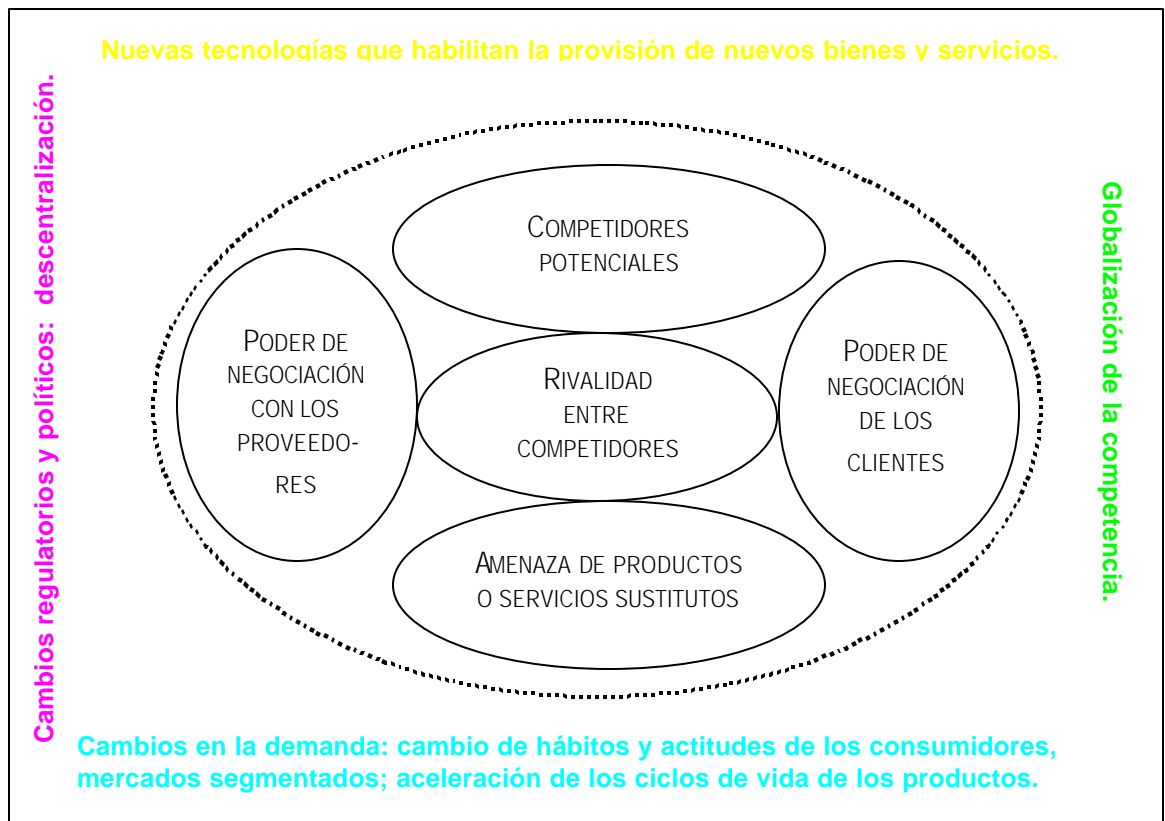 Nuevas tecnologías que habilitan la provisión de nuevos bienes y servicios.
Cambios regulatorios y políticos: descentralización.
COMPETIDORES
POTENCIALES
PODER DE
NEGOCIACIÓN
CON LOS
PROVEEDO-
RES
RIVALIDAD
ENTRE
COMPETIDORES
PODER DE
NEGOCIACIÓN
DE LOS
CLIENTES
AMENAZA DE PRODUCTOS
O SERVICIOS SUSTITUTOS
Globalización de la competencia.
Cambios en la demanda: cambio de hábitos y actitudes de los consumidores,
mercados segmentados; aceleración de los ciclos de vida de los productos.